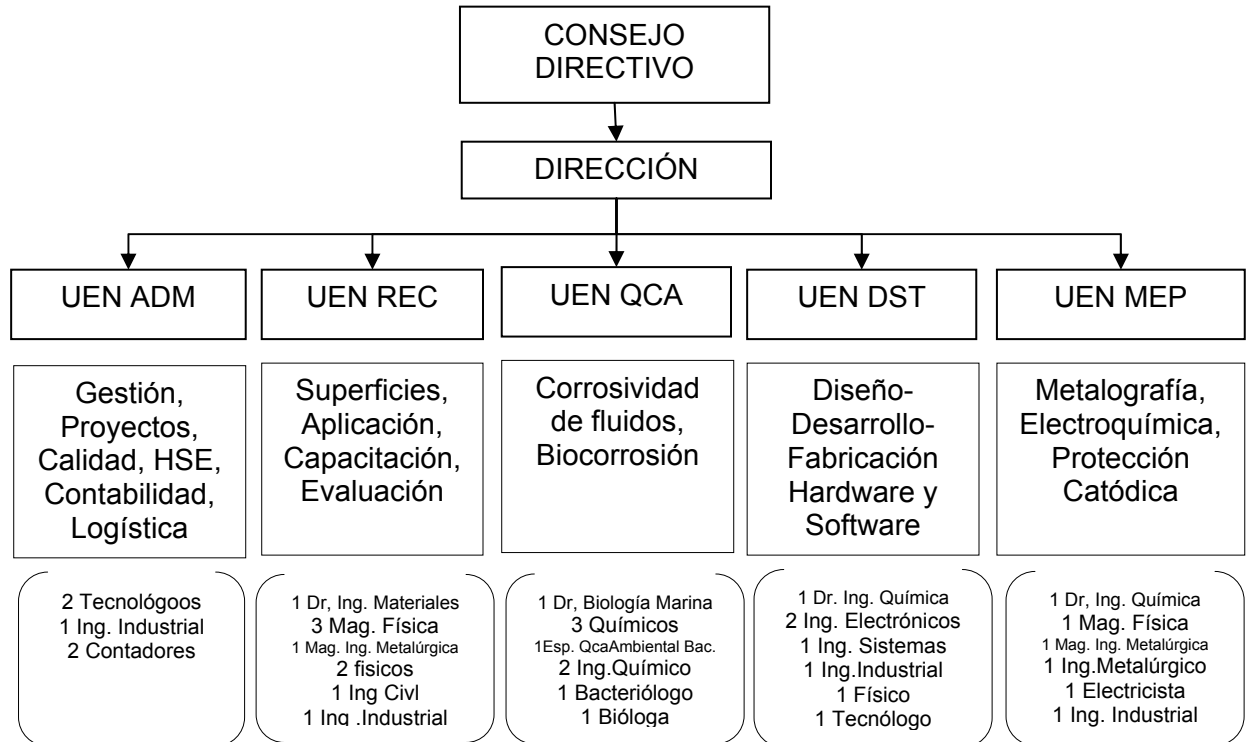 CONSEJO
DIRECTIVO
DIRECCIÓN
UEN ADM
UEN REC
UEN QCA
UEN DST
UEN MEP
Gestión,
Proyectos,
Calidad, HSE,
Contabilidad,
Logística
Superficies,
Aplicación,
Capacitación,
Evaluación
Corrosividad
de fluidos,
Biocorrosión
Diseño-
Desarrollo-
Fabricación
Hardware y
Software
Metalografía,
Electroquímica,
Protección
Catódica
2 Tecnológoos
1 Ing. Industrial
2 Contadores
1 Dr, Ing. Materiales
3 Mag. Física
1 Mag. Ing. Metalúrgica
2 fisicos
1 Ing Civl
1 Ing .Industrial
1 Dr, Biología Marina
3 Químicos
1Esp. QcaAmbiental Bac.
2 Ing.Químico
1 Bacteriólogo
1 Bióloga
1 Dr. Ing. Química
2 Ing. Electrónicos
1 Ing. Sistemas
1 Ing.Industrial
1 Físico
1 Tecnólogo
1 Dr, Ing. Química
1 Mag. Física
1 Mag. Ing. Metalúrgica
1 Ing.Metalúrgico
1 Electricista
1 Ing. Industrial